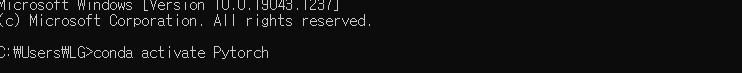 Microsoft Windows [Version 10.0.19043.1237]
(c) Microsoft Corporation. All rights reserved.
C:₩Users₩LG>conda activate Pytorch